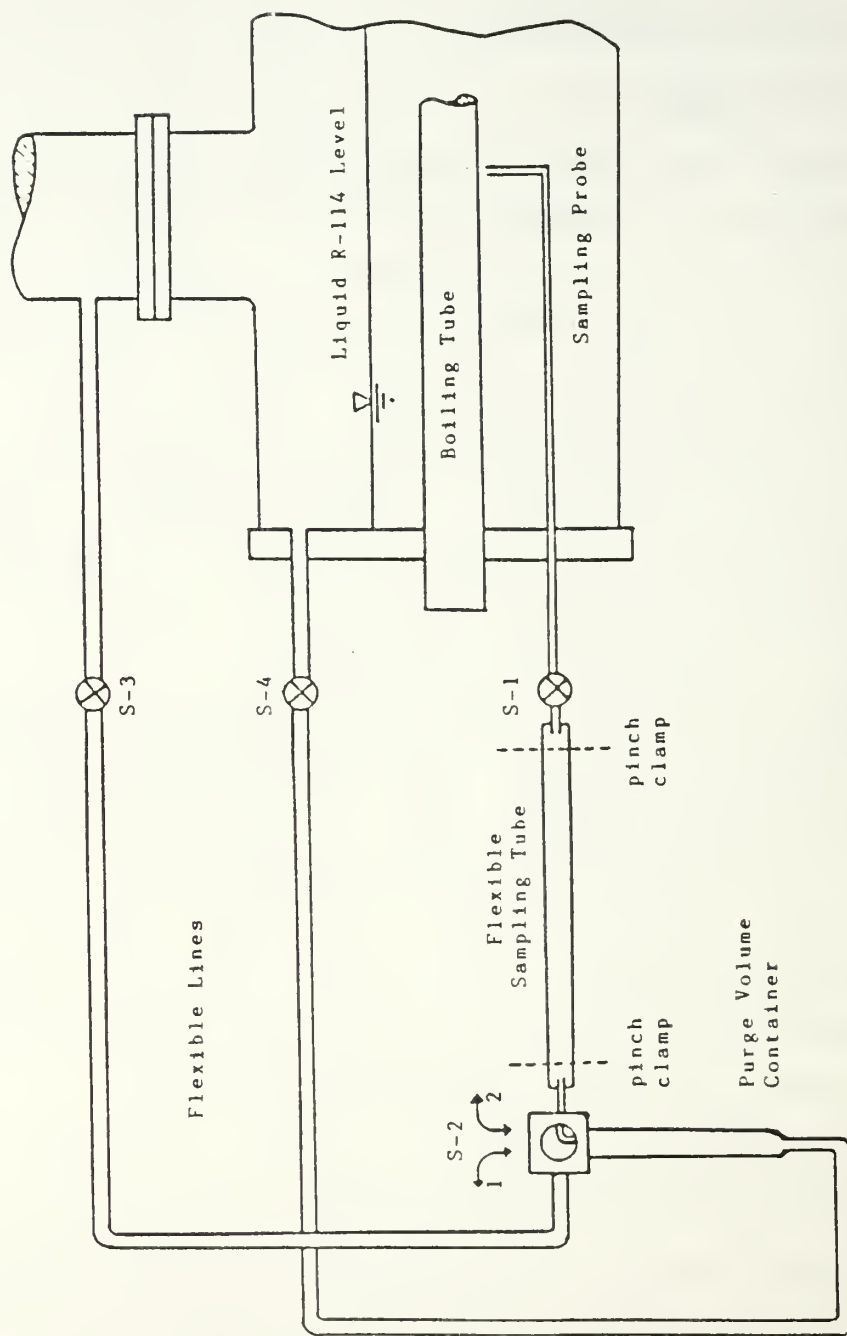 Liquid R-114 Level
Boiling Tube
Sampling Probe
S-3
S-4
S-1
pinch
clamp
Flexible Lines
Flexible
Sampling Tube
pinch
clamp
Purge Volume
Container
S-2
1
2